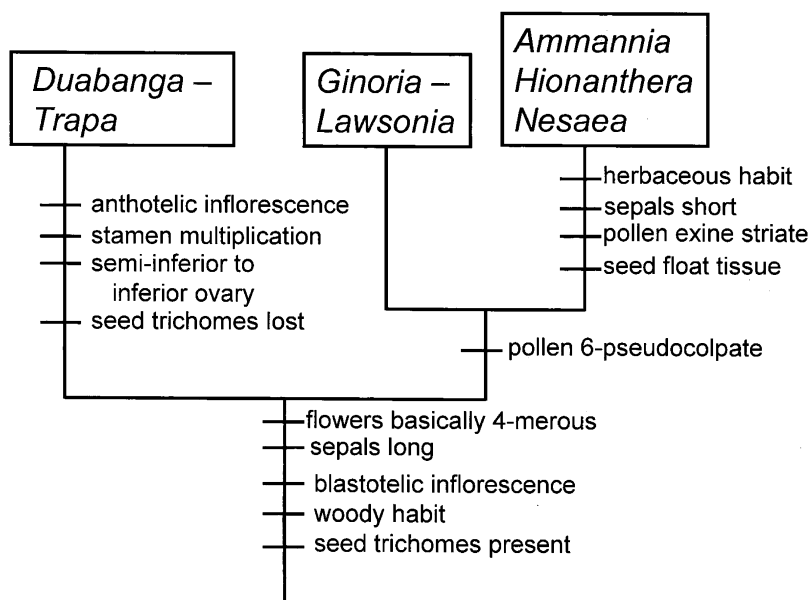 Duabanga –
Trapa
Ginoria –
Lawsonia
Ammannia
Hionanthera
Nesaea
anthotelic inflorescence
stamen multiplication
semi-inferior to
inferior ovary
seed trichomes lost
herbaceous habit
sepals short
pollen exine striate
seed float tissue
pollen 6-pseudocolpate
flowers basically 4-merous
sepals long
blastotelic inflorescence
woody habit
seed trichomes present